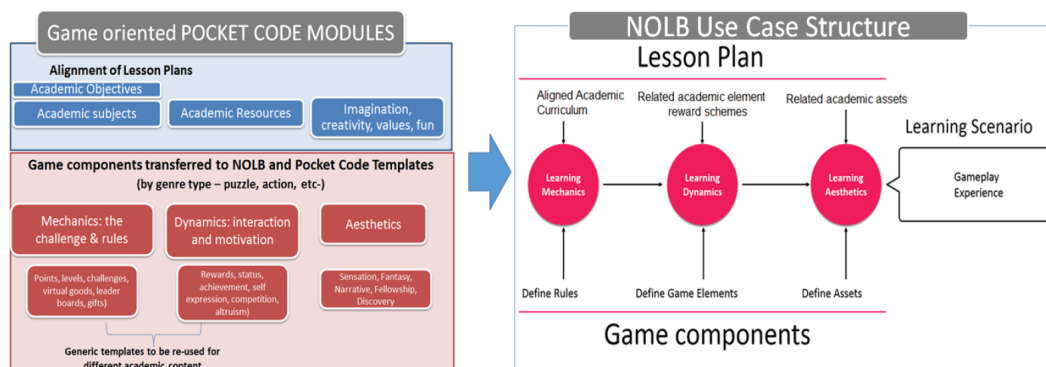 Game oriented POCKET CODE MODULES
Alignment of Lesson Plans
Academic Objectives
Academic subjects
Academic Resources
Imagination,
creativity, values, fun
Game components transferred to NOLB and Pocket Code Templates
(by genre type – puzzle, action, etc-)
Mechanics: the
challenge & rules
Dynamics: interaction
and motivation
Aesthetics
Points, levels, challenges,
virtual goods, leader
boards, gifts)
Rewards, status,
achievement, self
expression, competition,
altruism)
Sensation, Fantasy,
Narrative, Fellowship,
Discovery
Generic templates to be re-used for
different academic content
NOLB Use Case Structure
Lesson Plan
Aligned Academic
Curriculum
Related academic element
reward schemes
Related academic assets
Learning Scenario
Learning
Mechanics
Learning
Dynamics
Learning
Aesthetics
Gameplay
Experience
Define Rules
Define Game Elements
Define Assets
Game components